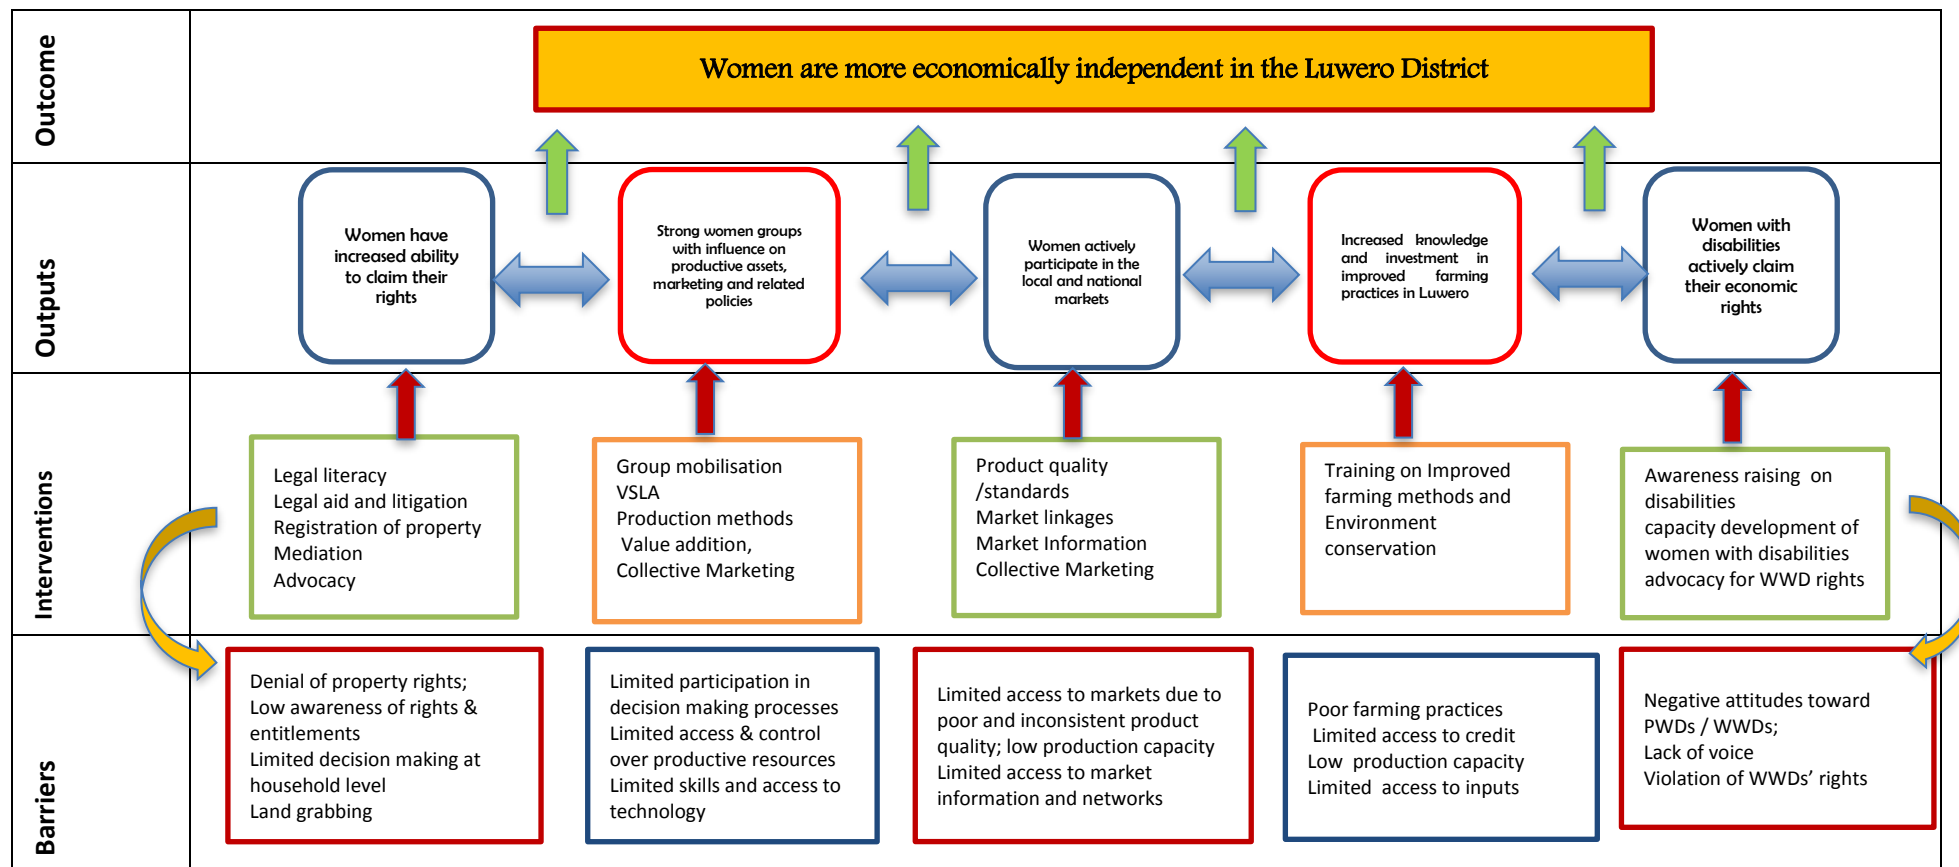 Outcome
Women are more economically independent in the Luwero District
Outputs
Women have
increased ability
to claim their
rights
Strong women groups
with influence on
productive assets,
marketing and related
policies
Women actively
participate in the
local and national
markets
Increased knowledge
and investment in
improved farming
practices in Luwero
Women with
disabilities
actively claim
their economic
rights
Interventions
Legal literacy
Legal aid and litigation
Registration of property
Mediation
Advocacy
Group mobilisation
VSLA
Production methods
Value addition,
Collective Marketing
Product quality
/standards
Market linkages
Market Information
Collective Marketing
Training on Improved
farming methods and
Environment
conservation
Awareness raising on
disabilities
capacity development of
women with disabilities
advocacy for WWD rights
Barriers
Denial of property rights;
Low awareness of rights &
entitlements
Limited decision making at
household level
Land grabbing
Limited participation in
decision making processes
Limited access & control
over productive resources
Limited skills and access to
technology
Limited access to markets due to
poor and inconsistent product
quality; low production capacity
Limited access to market
information and networks
Poor farming practices
Limited access to credit
Low production capacity
Limited access to inputs
Negative attitudes toward
PWDs / WWDs;
Lack of voice
Violation of WWDs’ rights